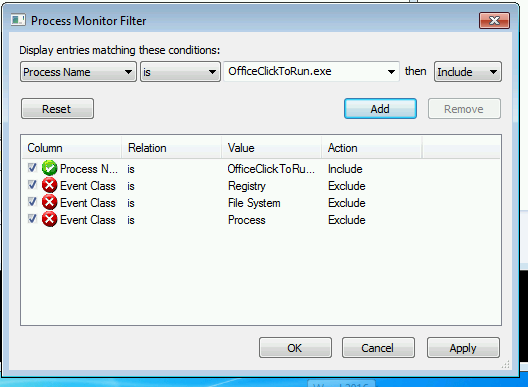 Process Monitor Filter
Display entries matching these conditions:
Process Name is OfficeClickToRun.exe then Include
Reset Add Remove
Column Relation Value Action
Process N... is OfficeClickToRu... Include
Event Class is Registry Exclude
Event Class is File System Exclude
Event Class is Process Exclude
OK Cancel Apply